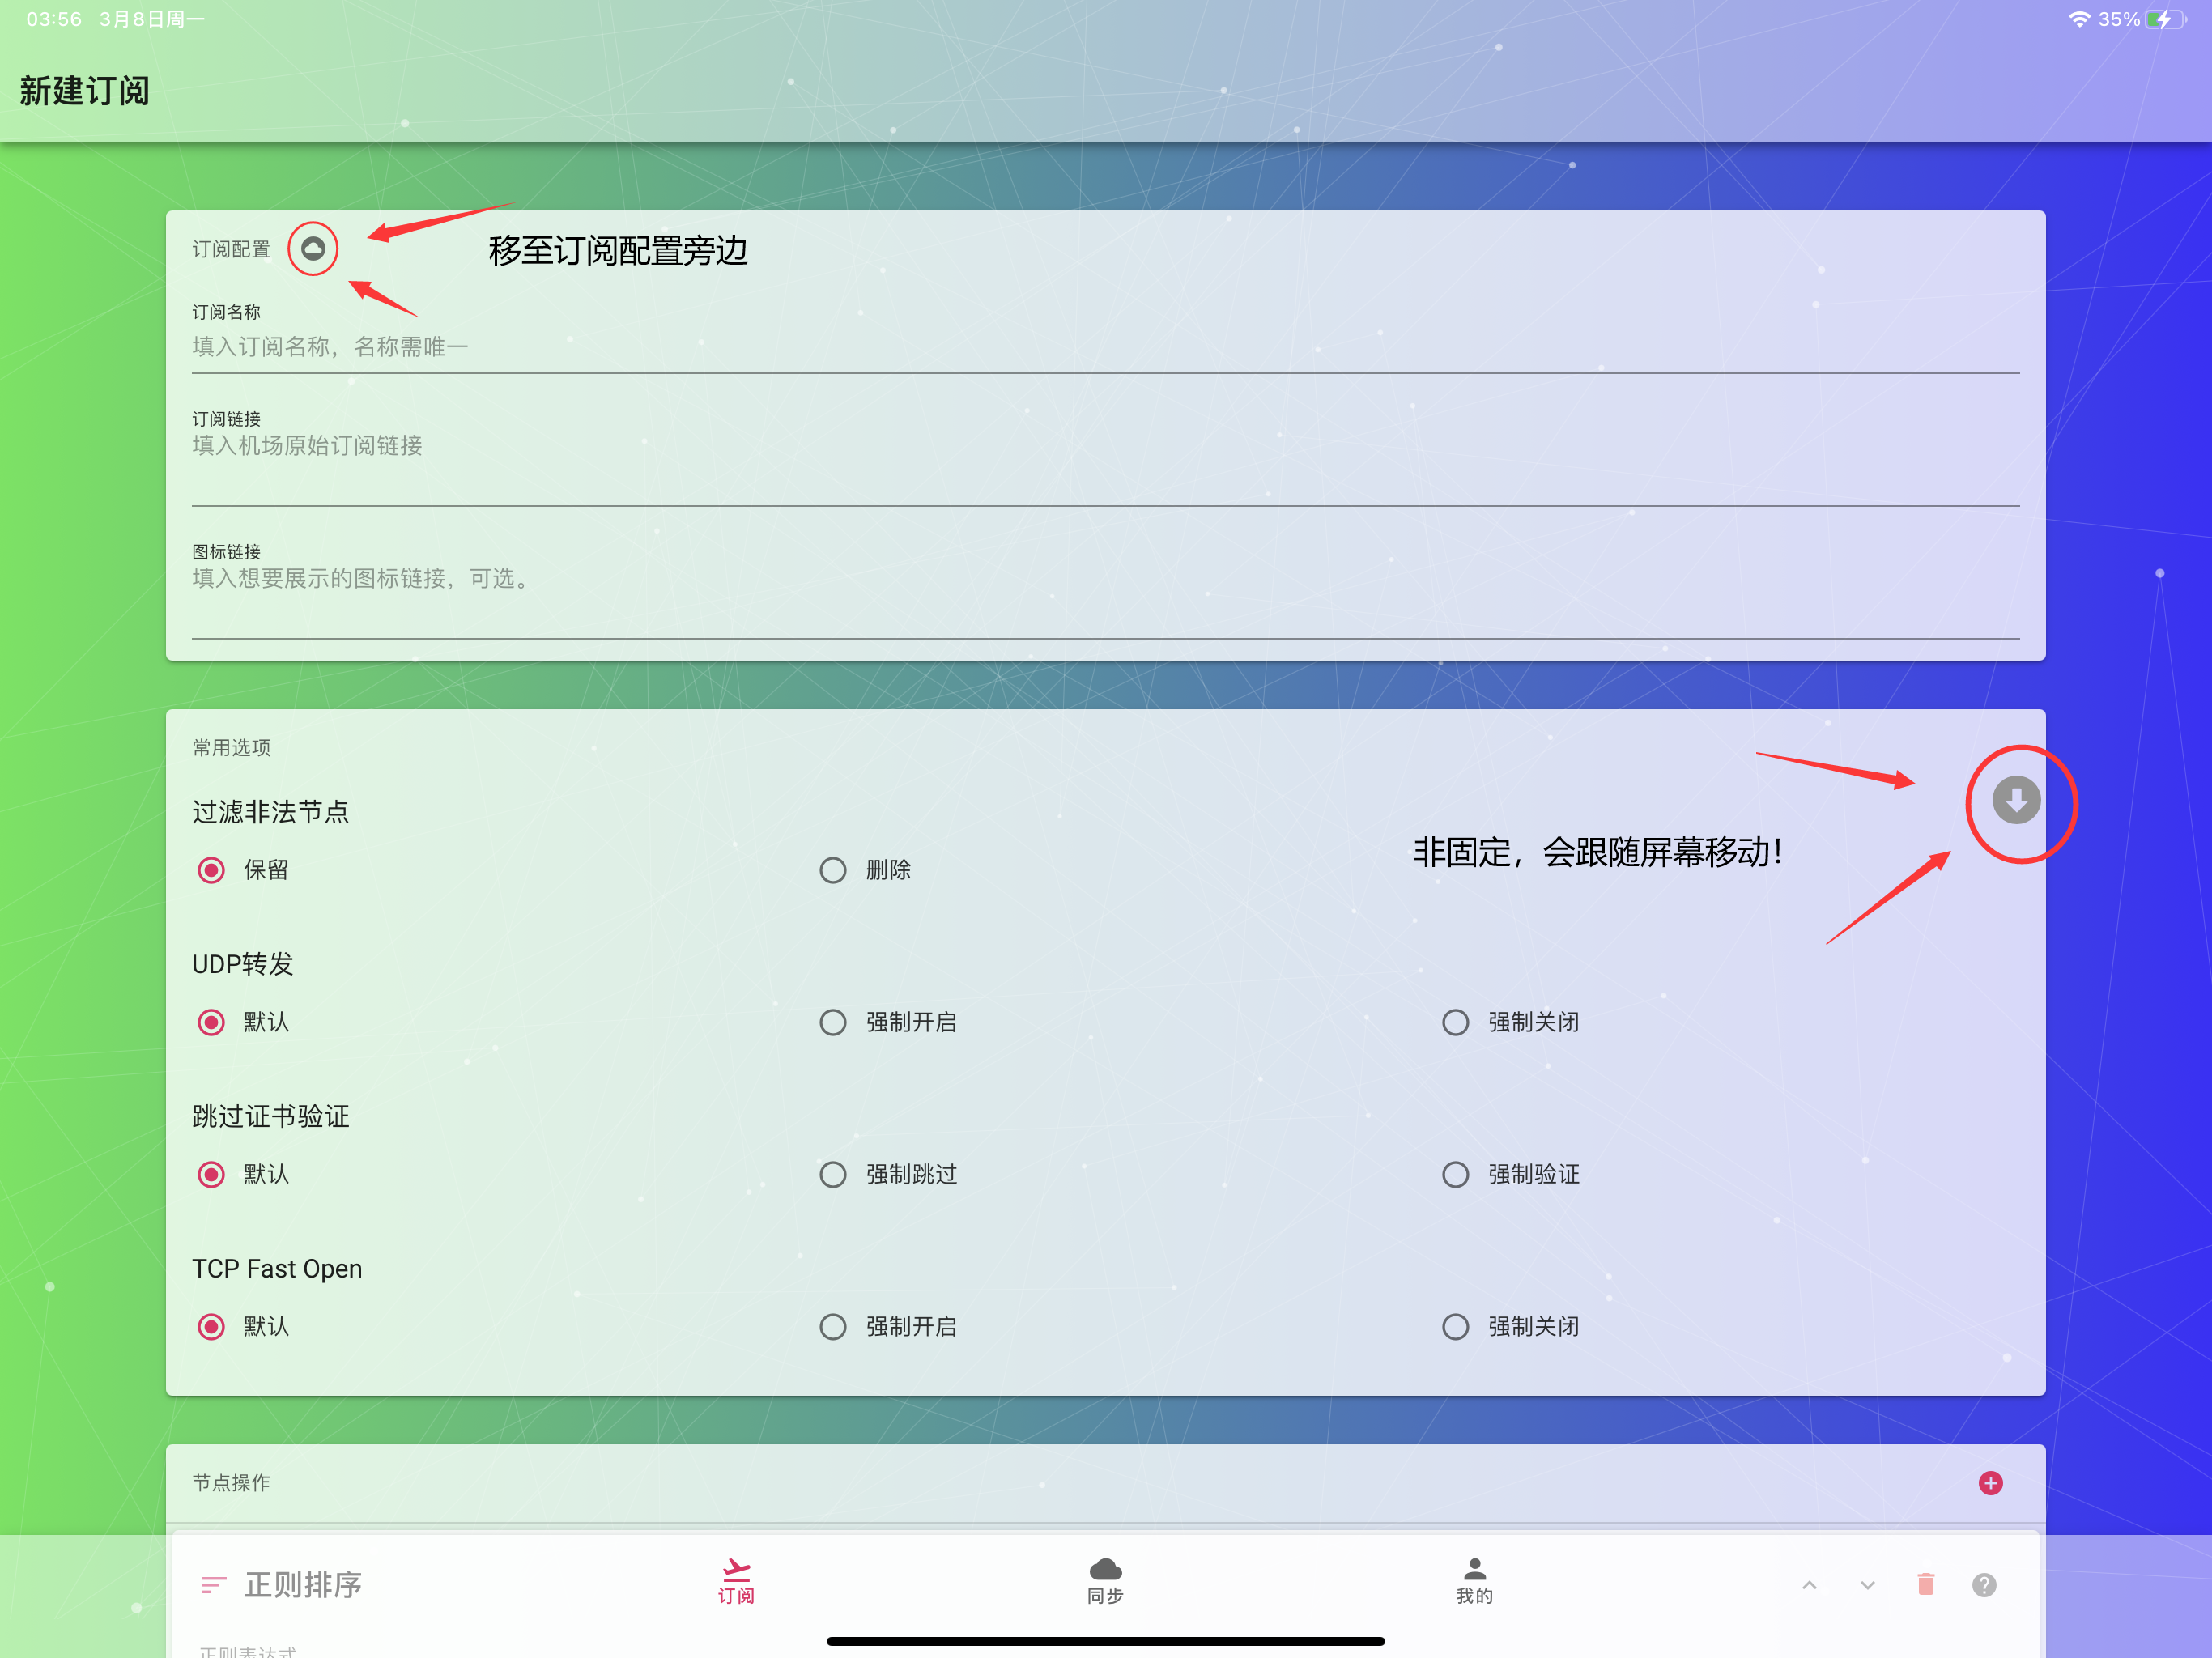 03:56 3月8日周一
35%
新建订阅
订阅配置
移至订阅配置旁边
订阅名称
填入订阅名称，名称需唯一
订阅链接
填入机场原始订阅链接
图标链接
填入想要展示的图标链接，可选。
常用选项
过滤非法节点
保留 删除
非固定，会跟随屏幕移动！
UDP转发
默认 强制开启 强制关闭
跳过证书验证
默认 强制跳过 强制验证
TCP Fast Open
默认 强制开启 强制关闭
节点操作
正则排序
订阅 同步 我的
正则表达式